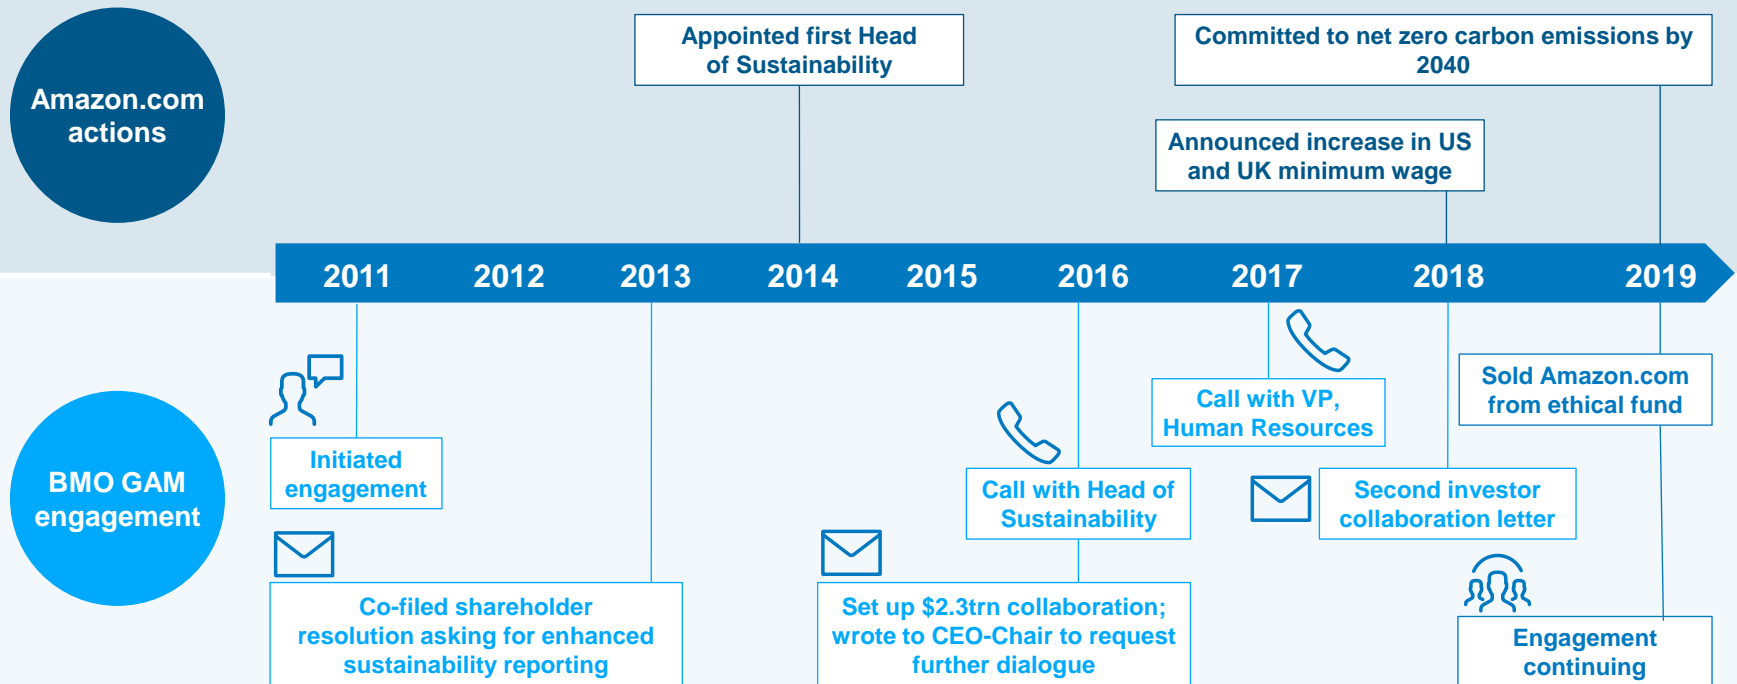 Amazon.com
actions
Appointed first Head
of Sustainability
Committed to net zero carbon emissions by
2040
Announced increase in US
and UK minimum wage
2011 2012 2013 2014 2015 2016 2017 2018 2019
BMO GAM
engagement
Initiated
engagement
Co-filed shareholder
resolution asking for enhanced
sustainability reporting
Call with Head of
Sustainability
Set up $2.3trn collaboration;
wrote to CEO-Chair to request
further dialogue
Call with VP,
Human Resources
Second investor
collaboration letter
Sold Amazon.com
from ethical fund
Engagement
continuing